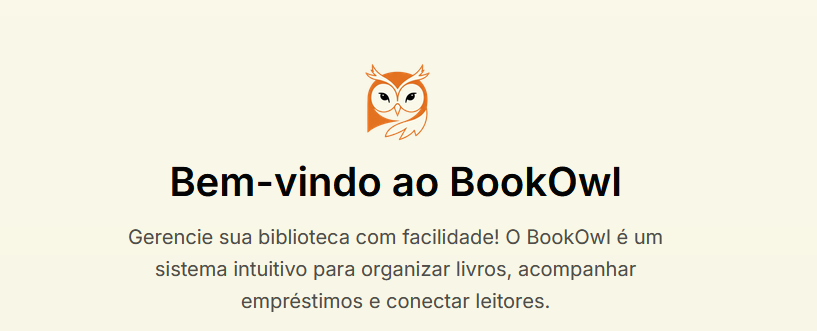 Bem-vindo ao BookOwl
Gerencie sua biblioteca com facilidade! O BookOwl é um
sistema intuitivo para organizar livros, acompanhar
empréstimos e conectar leitores.